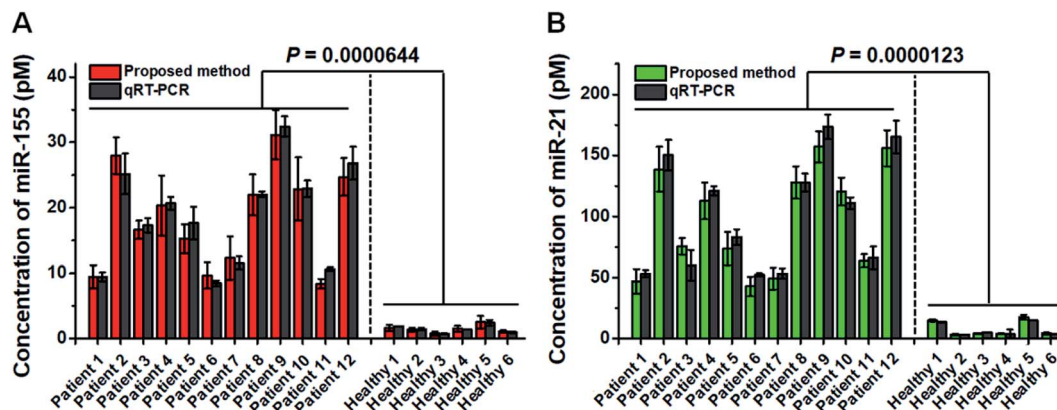 A
P = 0.0000644
Proposed method
qRT-PCR
Concentration of miR-155 (pM)
40
30
20
10
0
Patient 1
Patient 2
Patient 3
Patient 4
Patient 5
Patient 6
Patient 7
Patient 8
Patient 9
Patient 10
Patient 11
Patient 12
Healthy 1
Healthy 2
Healthy 3
Healthy 4
Healthy 5
Healthy 6
B
P = 0.0000123
Proposed method
qRT-PCR
Concentration of miR-21 (pM)
200
150
100
50
0
Patient 1
Patient 2
Patient 3
Patient 4
Patient 5
Patient 6
Patient 7
Patient 8
Patient 9
Patient 10
Patient 11
Patient 12
Healthy 1
Healthy 2
Healthy 3
Healthy 4
Healthy 5
Healthy 6